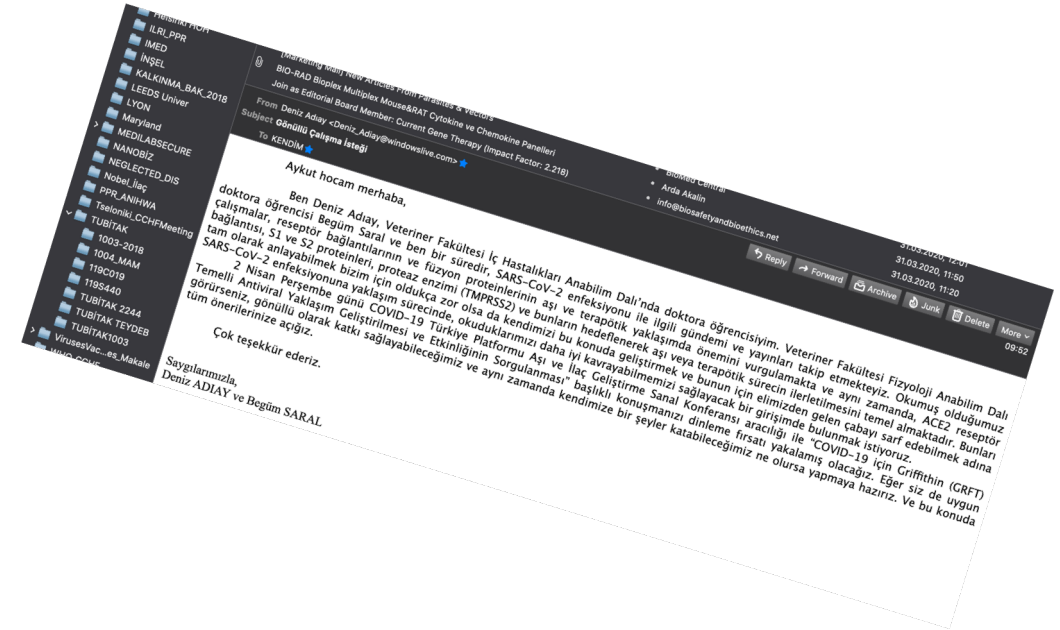 Helsinki HUH
ILRI_PPR
IMED
İNŞEL
KALKINMA_BAK_2018
LEEDS Univer
LYON
Maryland
MEDILABSECURE
NANOBİZ
NEGLECTED_DIS
Nobel_İlaç
PPR_ANIHWA
Tseloniki_CCHFMeeting
TUBİTAK
1003-2018
1004_MAM
119C019
119S440
TUBİTAK 2244
TUBİTAK TEYDEB
TUBİTAK1003
VirusesVac...es_Makale
WHO_CCHF
[Marketing Mail] New Articles From Parasites & Vectors
BIO-RAD Bioplex Multiplex Mouse&RAT Cytokine ve Chemokine Panelleri
Join as Editorial Board Member: Current Gene Therapy (Impact Factor: 2.218)
BioMed Central
Arda Akalin
info@biosafetyandbioethics.net
31.03.2020, 12:01
31.03.2020, 11:50
31.03.2020, 11:20
From Deniz Adıay <Deniz_Adiay@windowslive.com>
Subject Gönüllü Çalışma İsteği
To KENDİM
Reply Forward Archive Junk Delete More
09:52
Aykut hocam merhaba,
Ben Deniz Adıay, Veteriner Fakültesi İç Hastalıkları Anabilim Dalı'nda doktora öğrencisiyim. Veteriner Fakültesi Fizyoloji Anabilim Dalı
doktora öğrencisi Begüm Saral ve ben bir süredir, SARS-CoV-2 enfeksiyonu ile ilgili gündemi ve yayınları takip etmekteyiz. Okumuş olduğumuz
çalışmalar, reseptör bağlantılarının ve füzyon proteinlerinin aşı ve terapötik yaklaşımda önemini vurgulamakta ve aynı zamanda, ACE2 reseptör
bağlantısı, S1 ve S2 proteinleri, proteaz enzimi (TMPRSS2) ve bunların hedeflenerek aşı veya terapötik sürecin ilerletilmesini temel almaktadır. Bunları
tam olarak anlayabilmek bizim için oldukça zor olsa da kendimizi bu konuda geliştirmek ve bunun için elimizden gelen çabayı sarf edebilmek adına
SARS-CoV-2 enfeksiyonuna yaklaşım sürecinde, okuduklarımızı daha iyi kavrayabilmemizi sağlayacak bir girişimde bulunmak istiyoruz.
2 Nisan Perşembe günü COVID-19 Türkiye Platformu Aşı ve İlaç Geliştirme Sanal Konferansı aracılığı ile "COVID-19 için Griffithin (GRFT)
Temelli Antiviral Yaklaşım Geliştirilmesi ve Etkinliğinin Sorgulanması" başlıklı konuşmanızı dinleme fırsatı yakalamış olacağız. Eğer siz de uygun
görürseniz, gönüllü olarak katkı sağlayabileceğimiz ve aynı zamanda kendimize bir şeyler katabileceğimiz ne olursa yapmaya hazırız. Ve bu konuda
tüm önerilerinize açığız.
Çok teşekkür ederiz.
Saygılarımızla,
Deniz ADIAY ve Begüm SARAL